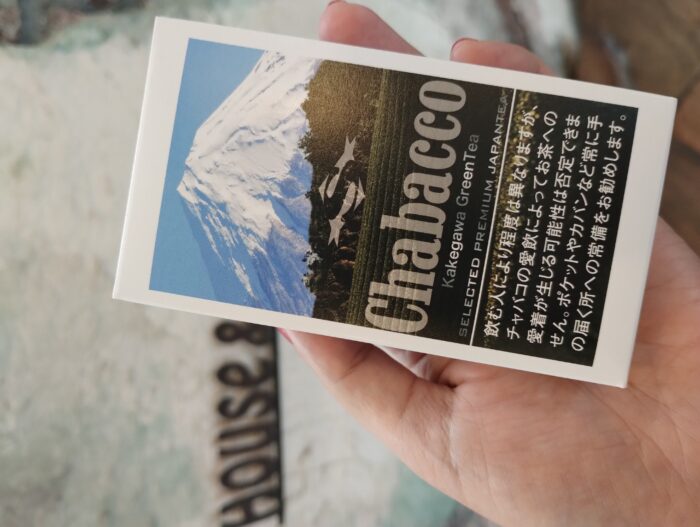 Chabacco
Kakegawa GreenTea
SELECTED PREMIUM JAPANTEA
飲む人により程度は異なりますが、
チャバコの愛飲によってお茶への
愛着が生じる可能性は否定できま
せん。ポケットやカバンなど常に手
の届く所への常備をお勧めします。
House &